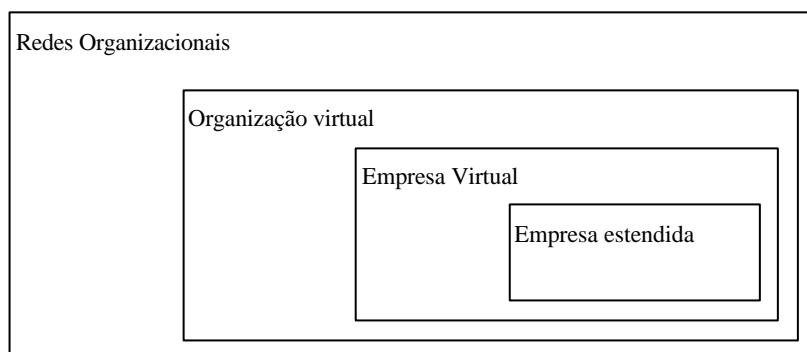 Redes Organizacionais
Organização virtual
Empresa Virtual
Empresa estendida